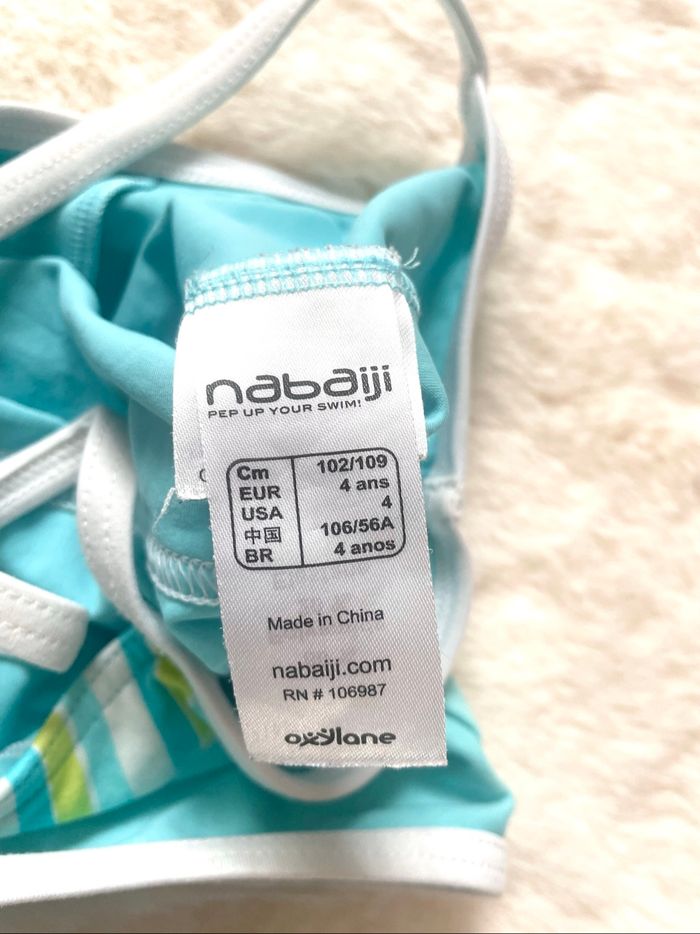 nabaiji
PEP UP YOUR SWIM!
Cm 102/109
EUR 4 ans
USA 4
中国 106/56A
BR 4 anos
Made in China
nabaiji.com
RN # 106987
oxylane